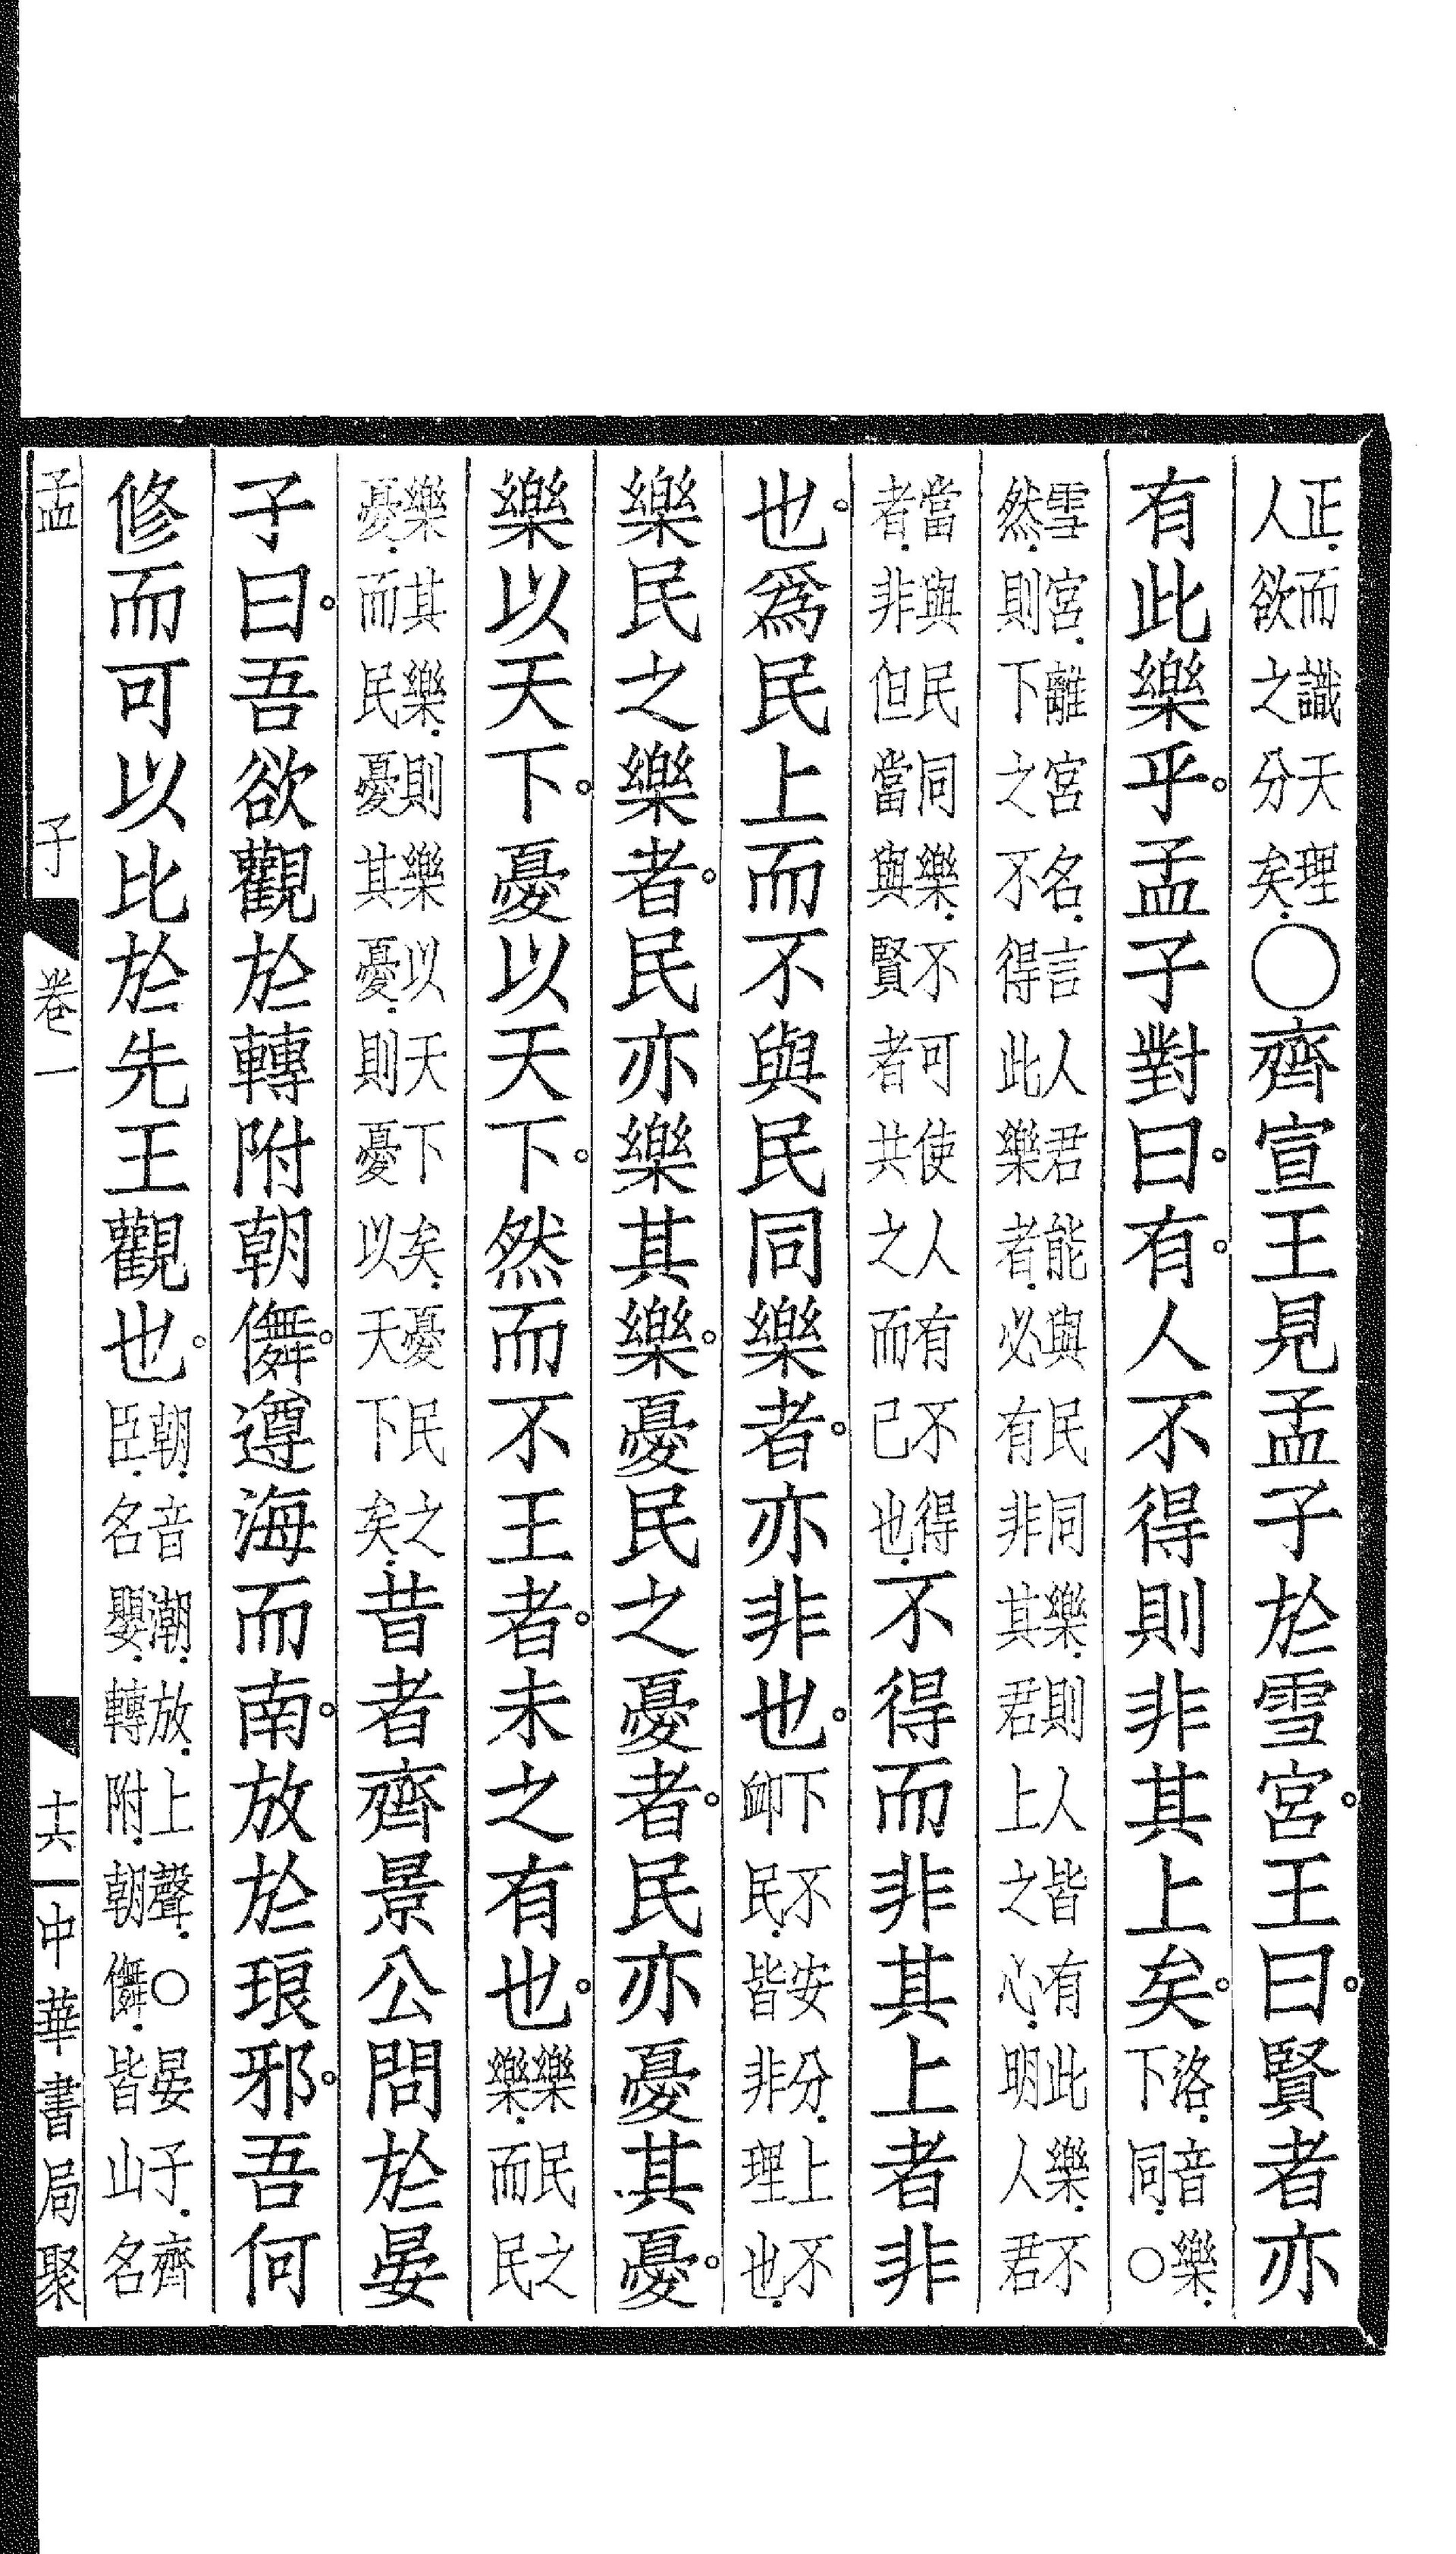 正.而識天理人欲之分矣.○齊宣王見孟子於雪宮。王曰。賢者亦
有此樂乎。孟子對曰。有。人不得則非其上矣。洛.音樂.下同.○
雪宮.離宮名.言人君能與民同樂.則人皆有此樂.不然.則下之不得此樂者.必有非其君上之心.明人君
當與民同樂.不可使人有不得者.非但當與賢者共之而已也.不得而非其上者非
也。爲民上而不與民同樂者。亦非也。下不安分.上不卹民.皆非理也.
樂民之樂者。民亦樂其樂。憂民之憂者。民亦憂其憂。
樂以天下。憂以天下。然而不王者。未之有也。樂民之樂.而民
樂其樂.則樂以天下矣.憂民之憂.而民憂其憂.則憂以天下矣.昔者齊景公問於晏
子曰。吾欲觀於轉附朝儛。遵海而南。放於琅邪。吾何
修而可以比於先王觀也。朝.音潮.放.上聲.○晏子.齊臣.名嬰.轉附.朝儛.皆山名
孟子 卷一 十六 中華書局聚